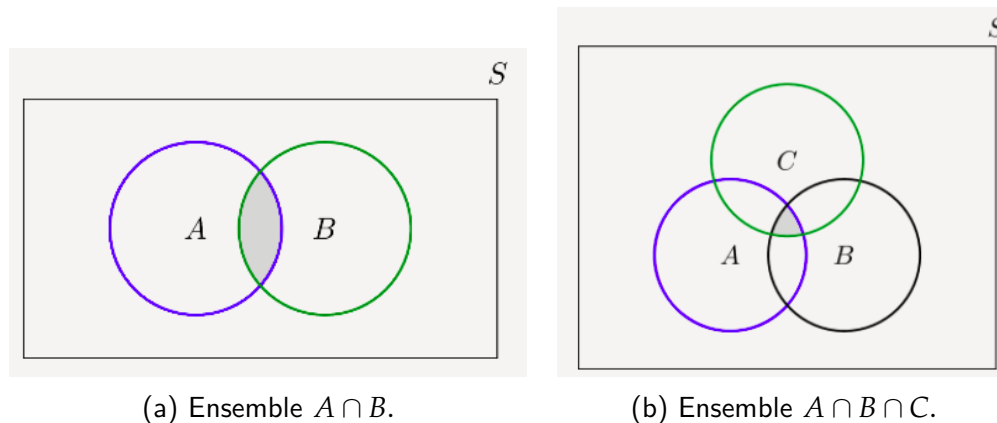 S
A B
(a) Ensemble A ∩ B.
S
C
A B
(b) Ensemble A ∩ B ∩ C.